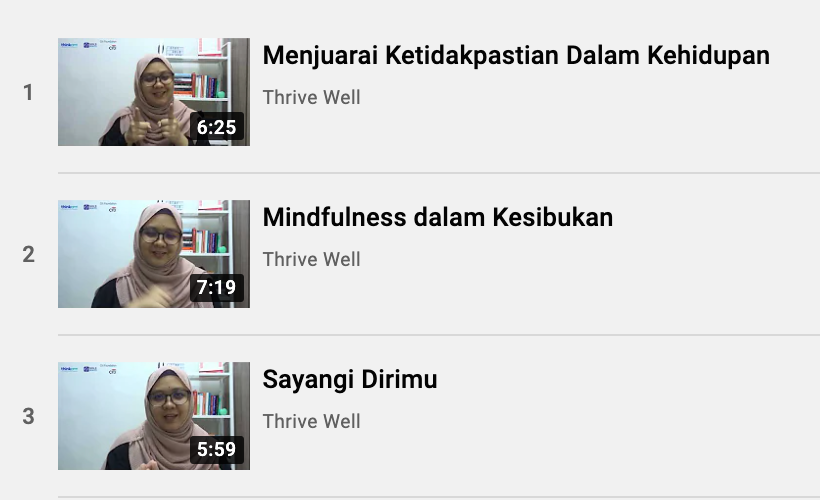 1
Menjuarai Ketidakpastian Dalam Kehidupan
Thrive Well
6:25
2
Mindfulness dalam Kesibukan
Thrive Well
7:19
3
Sayangi Dirimu
Thrive Well
5:59